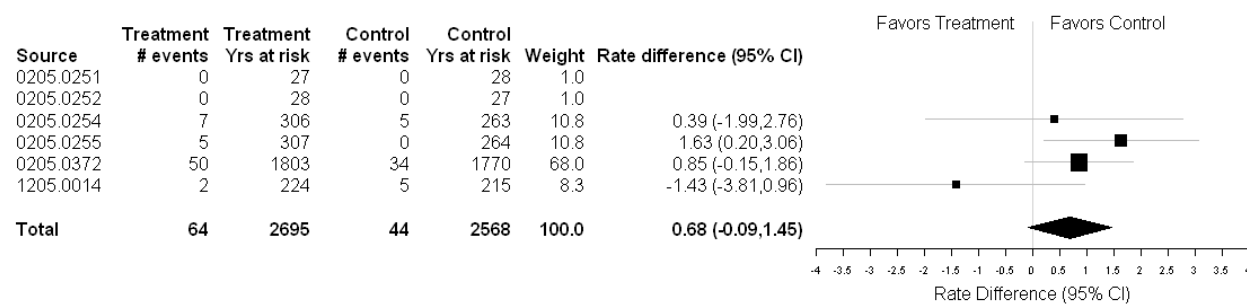 Favors Treatment Favors Control
Treatment Treatment Control Control
Source # events Yrs at risk # events Yrs at risk Weight Rate difference (95% CI)
0205.0251 0 27 0 28 1.0
0205.0252 0 28 0 27 1.0
0205.0254 7 306 5 263 10.8 0.39 (-1.99,2.76)
0205.0255 5 307 0 264 10.8 1.63 (0.20,3.06)
0205.0372 50 1803 34 1770 68.0 0.85 (-0.15,1.86)
1205.0014 2 224 5 215 8.3 -1.43 (-3.81,0.96)
Total 64 2695 44 2568 100.0 0.68 (-0.09,1.45)
-4 -3.5 -3 -2.5 -2 -1.5 -1 -0.5 0 0.5 1 1.5 2 2.5 3 3.5 4
Rate Difference (95% CI)